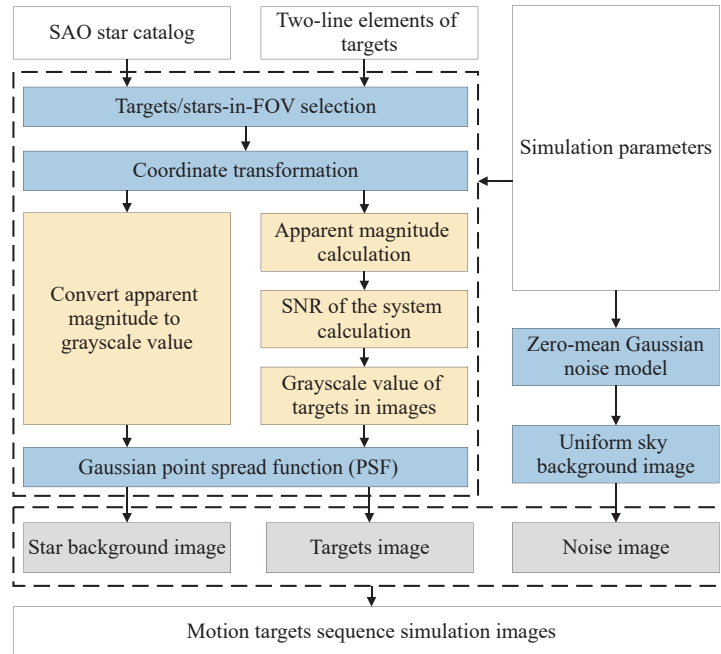 SAO star catalog
Two-line elements of
targets
Targets/stars-in-FOV selection
Coordinate transformation
Simulation parameters
Convert apparent
magnitude to
grayscale value
Apparent magnitude
calculation
SNR of the system
calculation
Grayscale value of
targets in images
Zero-mean Gaussian
noise model
Gaussian point spread function (PSF)
Uniform sky
background image
Star background image
Targets image
Noise image
Motion targets sequence simulation images